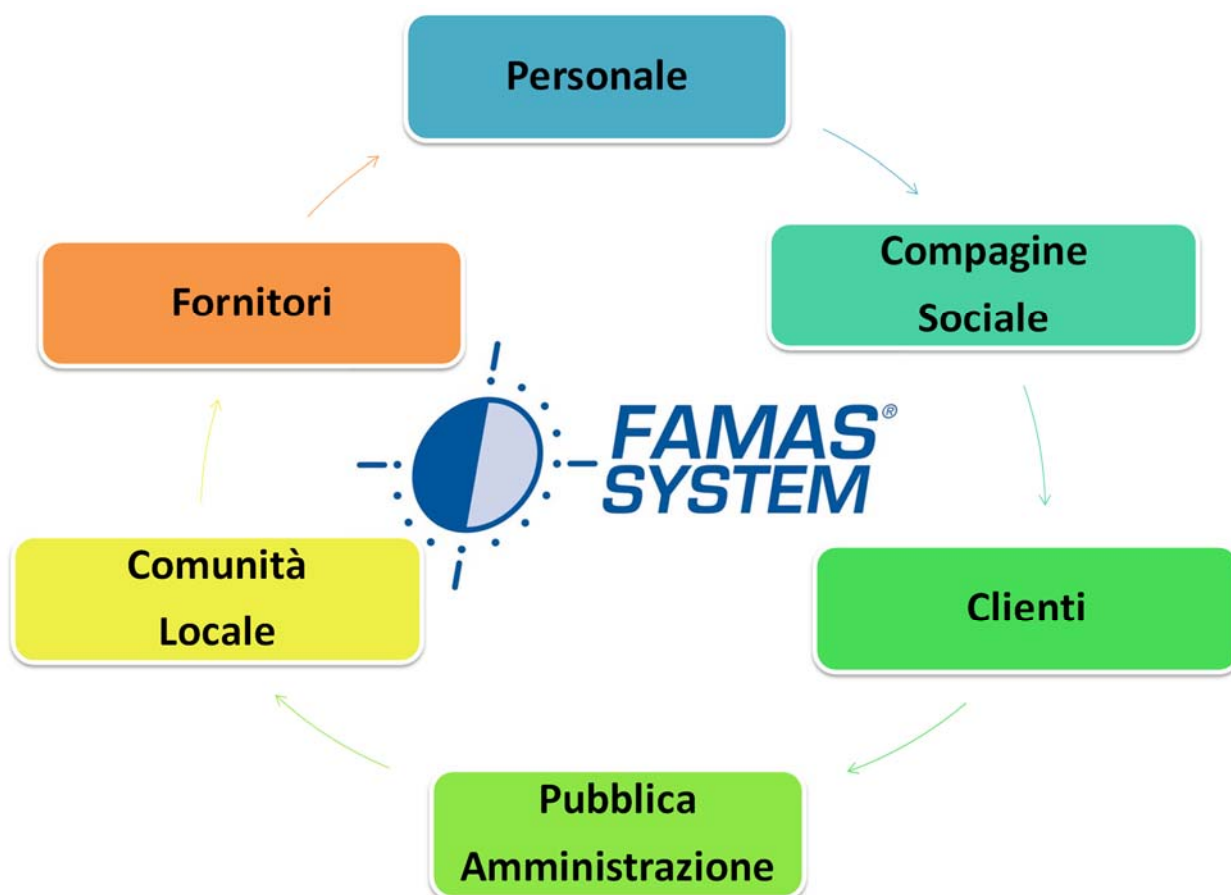 Personale
Compagine
Sociale
Fornitori
FAMAS®
SYSTEM
Comunità
Locale
Clienti
Pubblica
Amministrazione